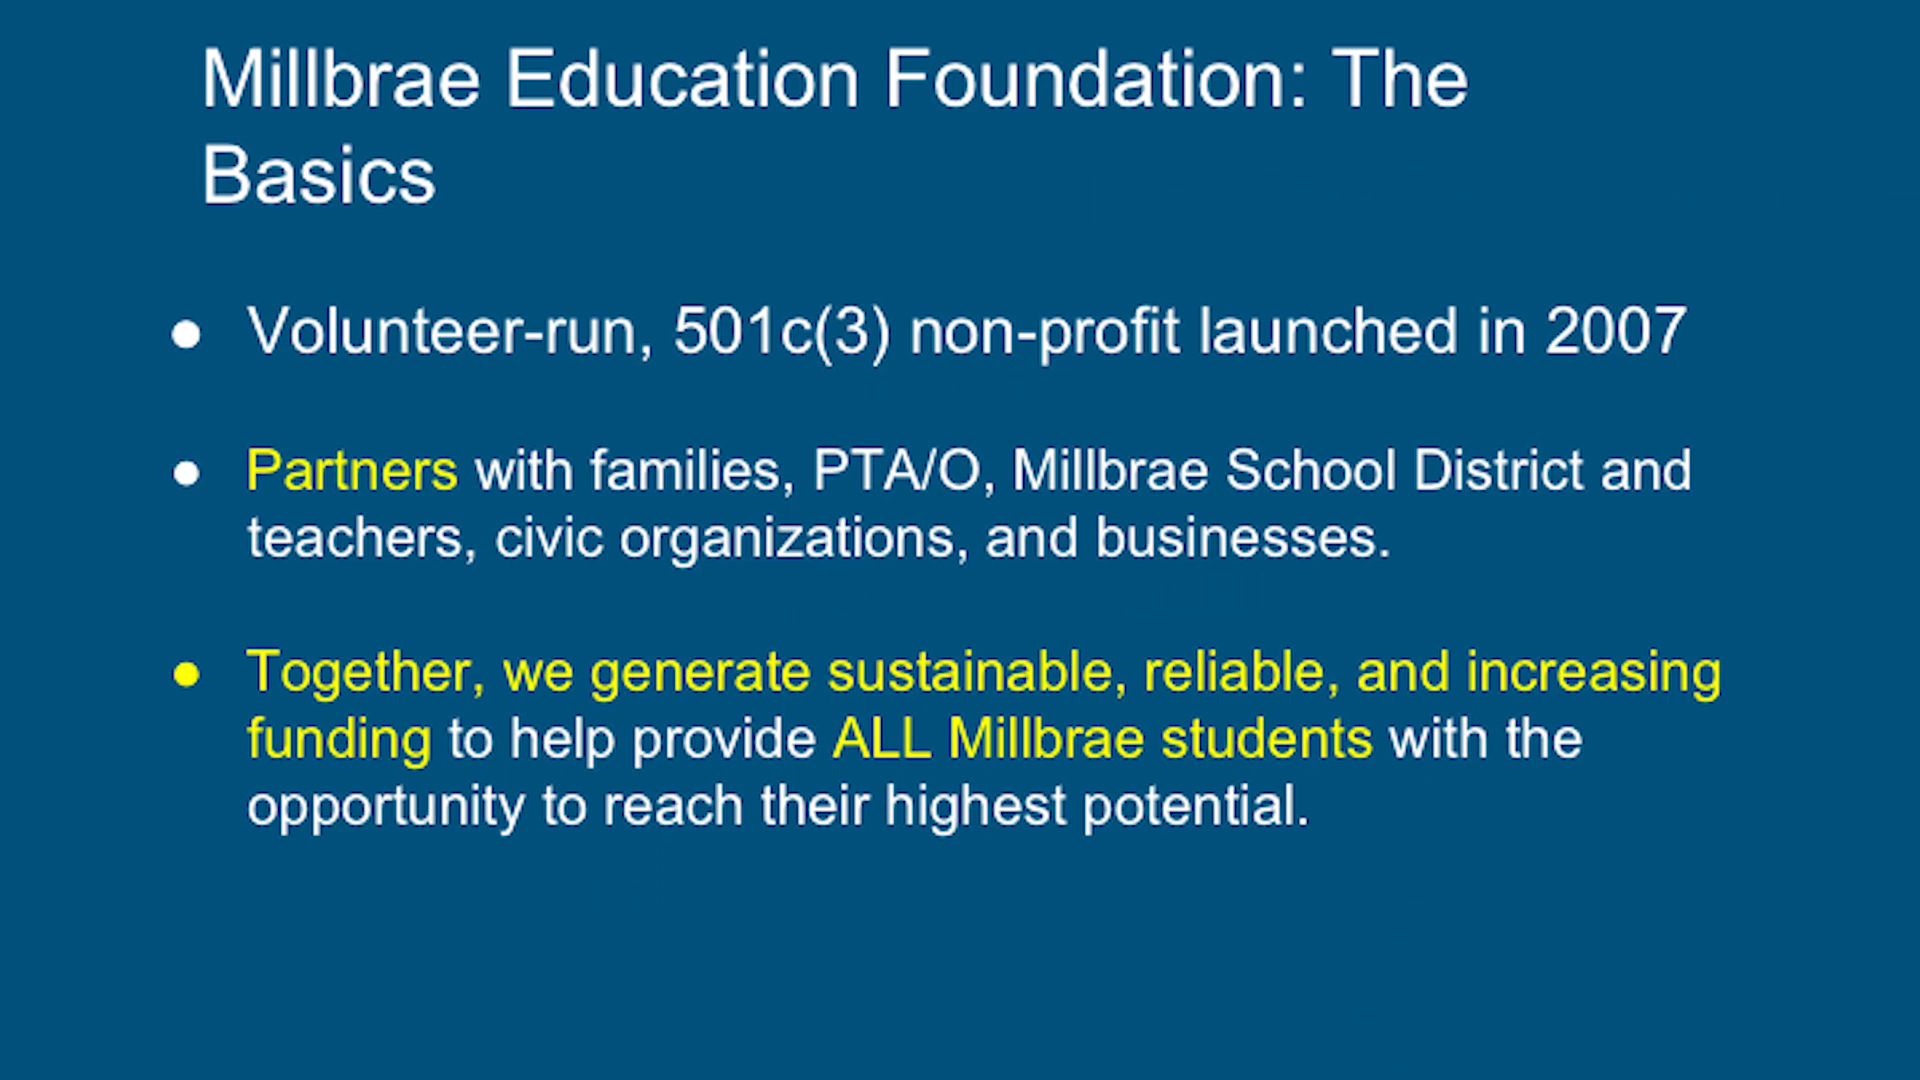 Millbrae Education Foundation: The
Basics
● Volunteer-run, 501c(3) non-profit launched in 2007
● Partners with families, PTA/O, Millbrae School District and
teachers, civic organizations, and businesses.
● Together, we generate sustainable, reliable, and increasing
funding to help provide ALL Millbrae students with the
opportunity to reach their highest potential.